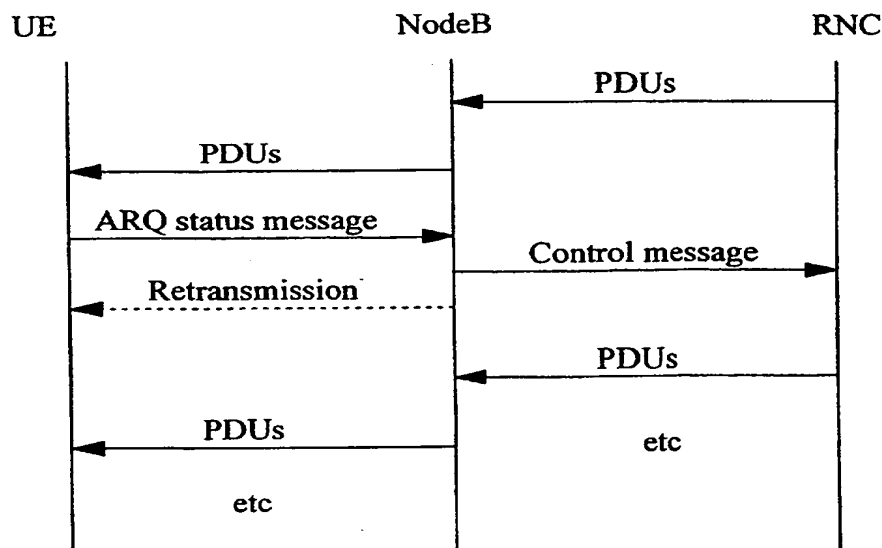 UE NodeB RNC
PDUs
PDUs
ARQ status message
Control message
Retransmission
PDUs
PDUs
etc
etc